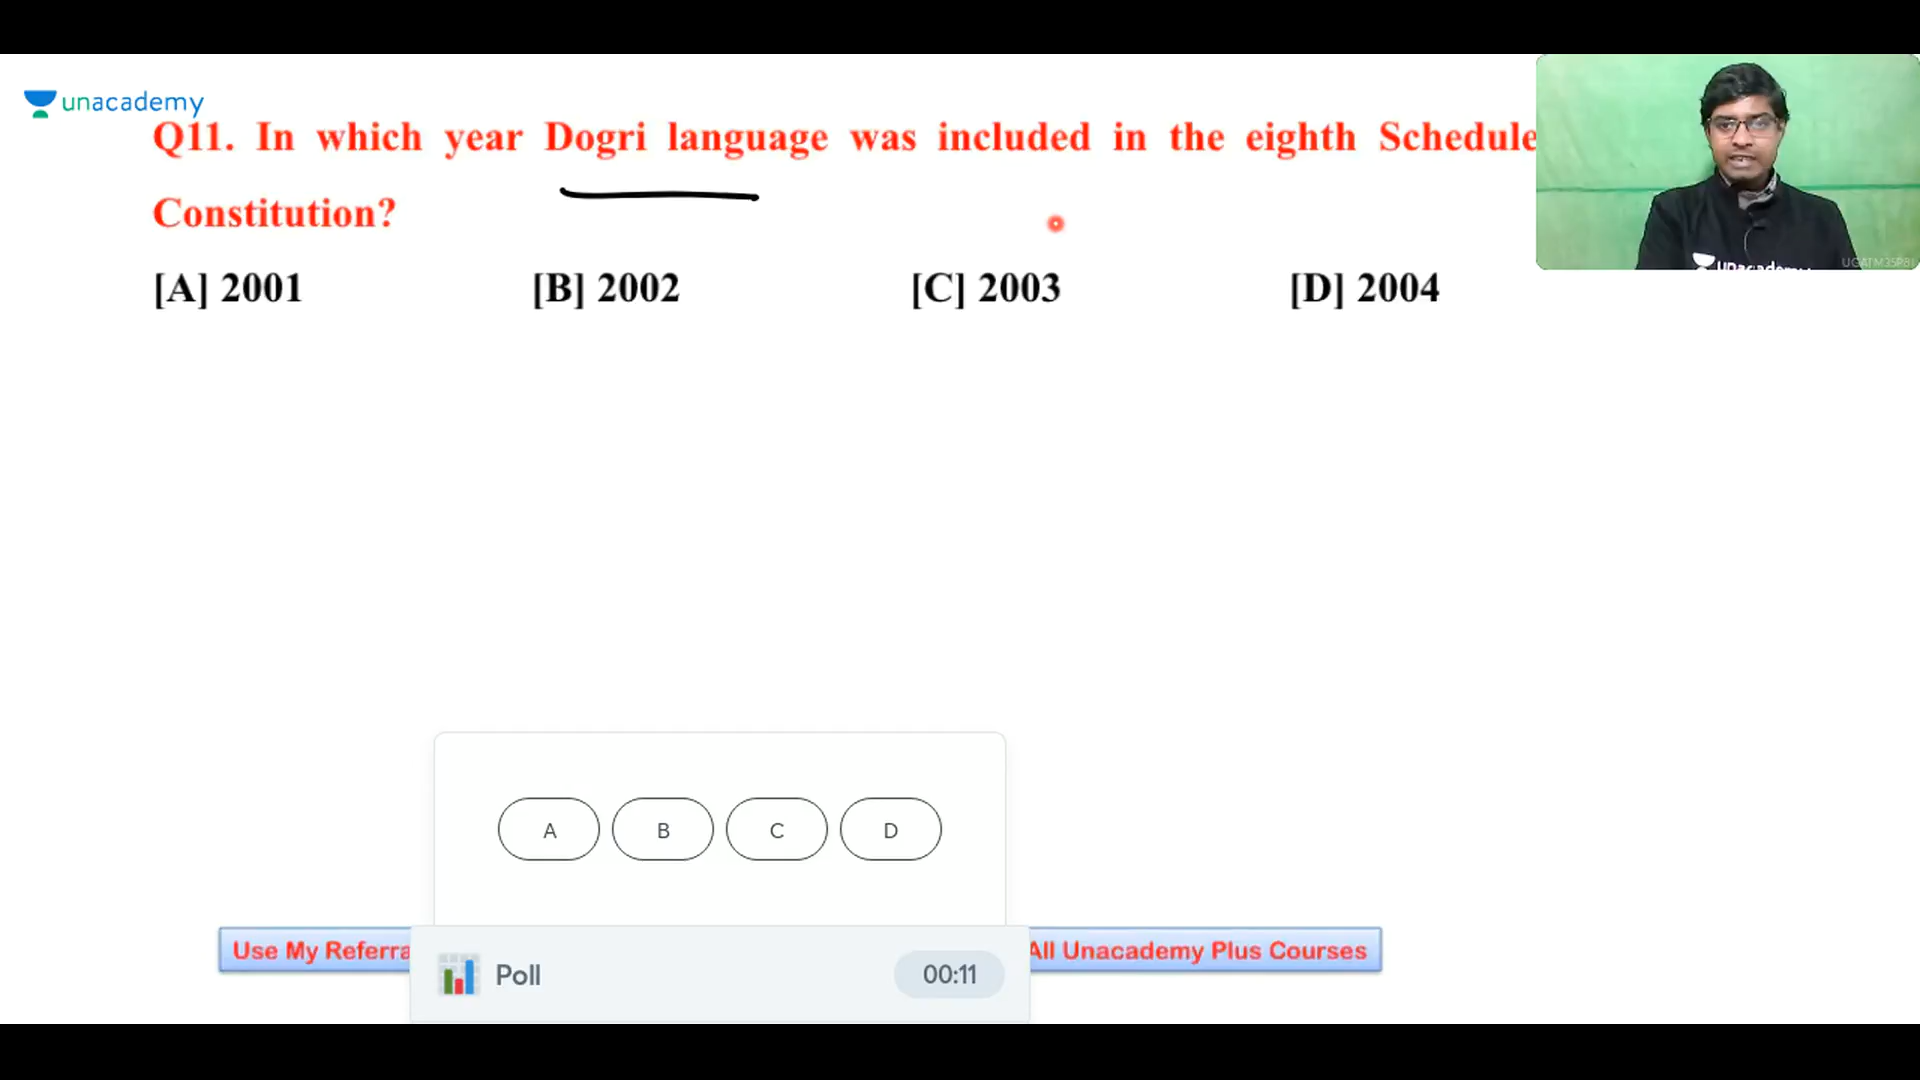 unacademy
Q11. In which year Dogri language was included in the eighth Schedule
Constitution?
[A] 2001 [B] 2002 [C] 2003 [D] 2004
unacademy
A B C D
Use My Referra All Unacademy Plus Courses
Poll 00:11